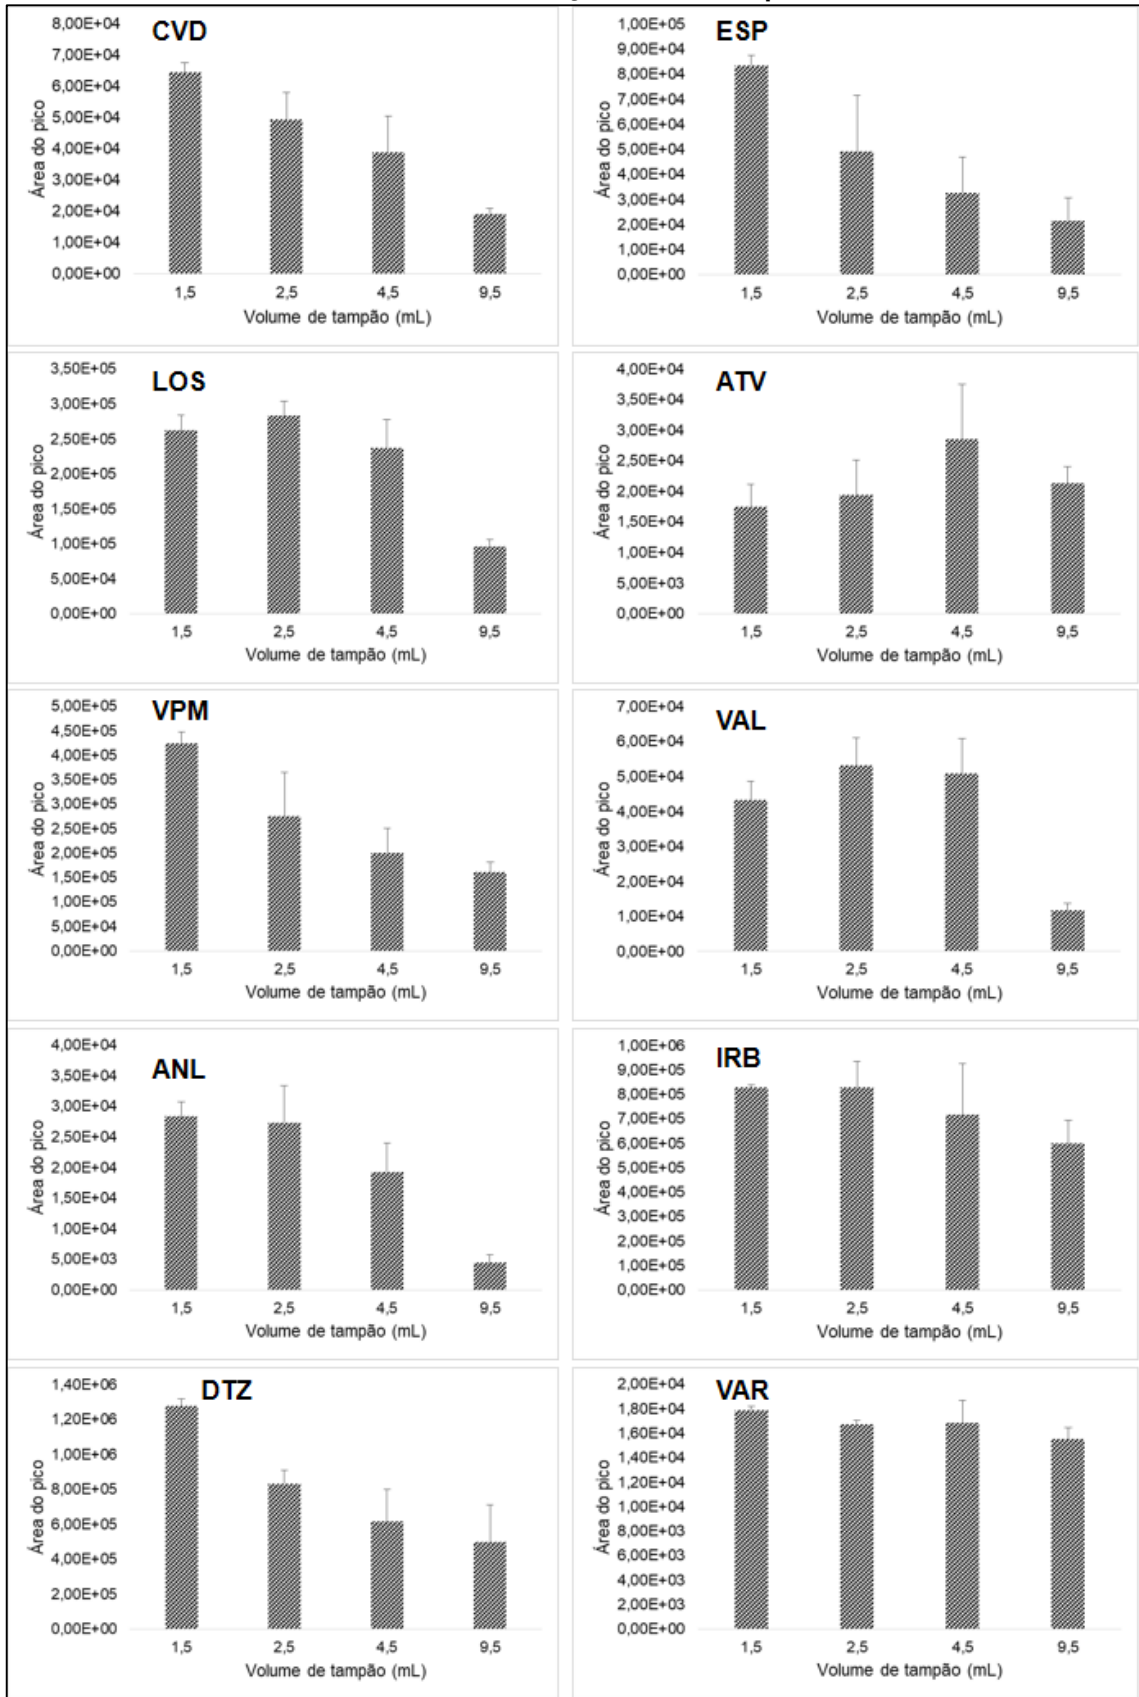 CVD
Área do pico
8,00E+04
7,00E+04
6,00E+04
5,00E+04
4,00E+04
3,00E+04
2,00E+04
1,00E+04
0,00E+00
1,5 2,5 4,5 9,5
Volume de tampão (mL)
ESP
Área do pico
1,00E+05
9,00E+04
8,00E+04
7,00E+04
6,00E+04
5,00E+04
4,00E+04
3,00E+04
2,00E+04
1,00E+04
0,00E+00
1,5 2,5 4,5 9,5
Volume de tampão (mL)
LOS
Área do pico
3,50E+05
3,00E+05
2,50E+05
2,00E+05
1,50E+05
1,00E+05
5,00E+04
0,00E+00
1,5 2,5 4,5 9,5
Volume de tampão (mL)
ATV
Área do pico
4,00E+04
3,50E+04
3,00E+04
2,50E+04
2,00E+04
1,50E+04
1,00E+04
5,00E+03
0,00E+00
1,5 2,5 4,5 9,5
Volume de tampão (mL)
VPM
Área do pico
5,00E+05
4,50E+05
4,00E+05
3,50E+05
3,00E+05
2,50E+05
2,00E+05
1,50E+05
1,00E+05
5,00E+04
0,00E+00
1,5 2,5 4,5 9,5
Volume de tampão (mL)
VAL
Área do pico
7,00E+04
6,00E+04
5,00E+04
4,00E+04
3,00E+04
2,00E+04
1,00E+04
0,00E+00
1,5 2,5 4,5 9,5
Volume de tampão (mL)
ANL
Área do pico
4,00E+04
3,50E+04
3,00E+04
2,50E+04
2,00E+04
1,50E+04
1,00E+04
5,00E+03
0,00E+00
1,5 2,5 4,5 9,5
Volume de tampão (mL)
IRB
Área do pico
1,00E+06
9,00E+05
8,00E+05
7,00E+05
6,00E+05
5,00E+05
4,00E+05
3,00E+05
2,00E+05
1,00E+05
0,00E+00
1,5 2,5 4,5 9,5
Volume de tampão (mL)
DTZ
Área do pico
1,40E+06
1,20E+06
1,00E+06
8,00E+05
6,00E+05
4,00E+05
2,00E+05
0,00E+00
1,5 2,5 4,5 9,5
Volume de tampão (mL)
VAR
Área do pico
2,00E+04
1,80E+04
1,60E+04
1,40E+04
1,20E+04
1,00E+04
8,00E+03
6,00E+03
4,00E+03
2,00E+03
0,00E+00
1,5 2,5 4,5 9,5
Volume de tampão (mL)